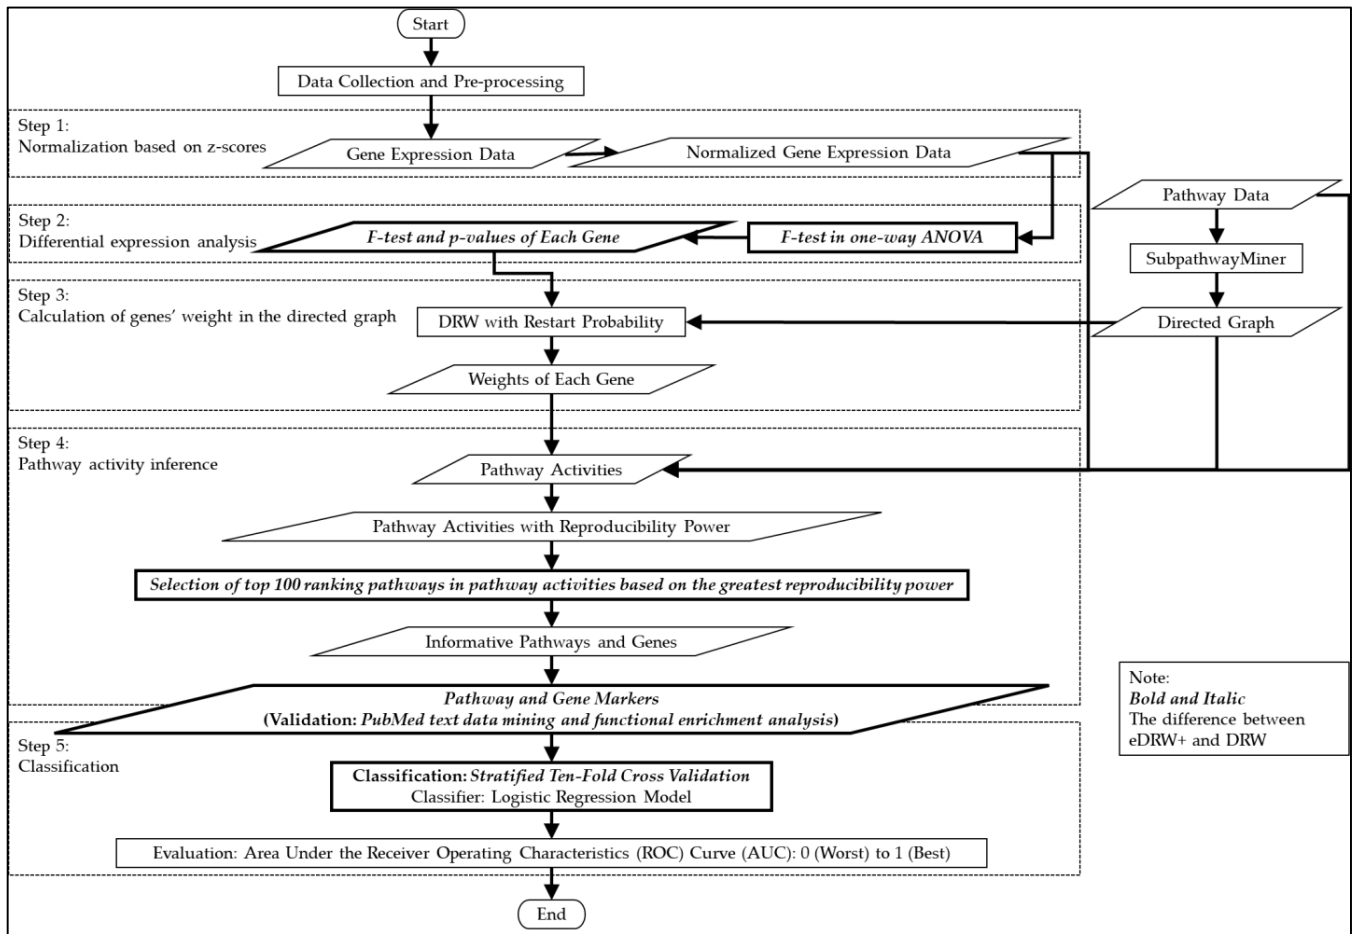 Start
Data Collection and Pre-processing
Step 1:
Normalization based on z-scores
Gene Expression Data
Normalized Gene Expression Data
Pathway Data
Step 2:
Differential expression analysis
F-test and p-values of Each Gene
F-test in one-way ANOVA
SubpathwayMiner
Step 3:
Calculation of genes' weight in the directed graph
DRW with Restart Probability
Directed Graph
Weights of Each Gene
Step 4:
Pathway activity inference
Pathway Activities
Pathway Activities with Reproducibility Power
Selection of top 100 ranking pathways in pathway activities based on the greatest reproducibility power
Informative Pathways and Genes
Pathway and Gene Markers
(Validation: PubMed text data mining and functional enrichment analysis)
Note:
Bold and Italic
The difference between
eDRW+ and DRW
Step 5:
Classification
Classification: Stratified Ten-Fold Cross Validation
Classifier: Logistic Regression Model
Evaluation: Area Under the Receiver Operating Characteristics (ROC) Curve (AUC): 0 (Worst) to 1 (Best)
End